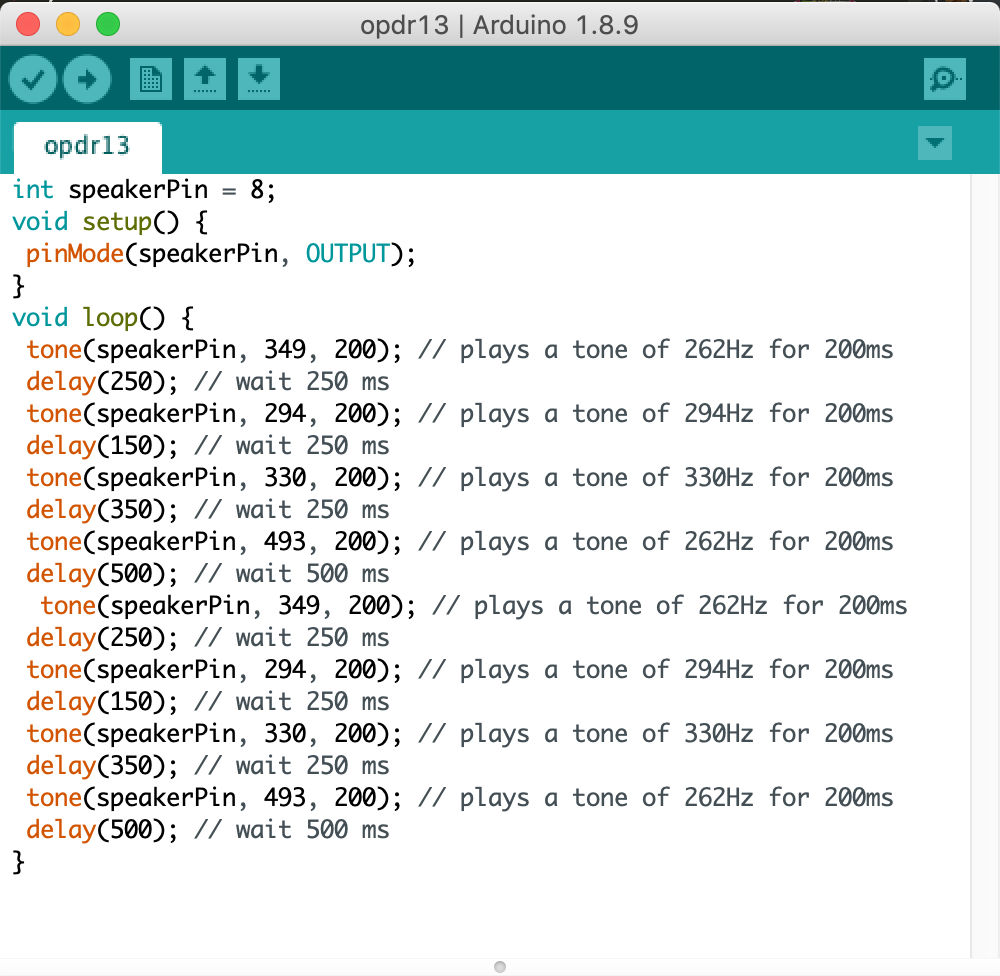 opdr13 | Arduino 1.8.9
opdr13
int speakerPin = 8;
void setup() {
 pinMode(speakerPin, OUTPUT);
}
void loop() {
 tone(speakerPin, 349, 200); // plays a tone of 262Hz for 200ms
 delay(250); // wait 250 ms
 tone(speakerPin, 294, 200); // plays a tone of 294Hz for 200ms
 delay(150); // wait 250 ms
 tone(speakerPin, 330, 200); // plays a tone of 330Hz for 200ms
 delay(350); // wait 250 ms
 tone(speakerPin, 493, 200); // plays a tone of 262Hz for 200ms
 delay(500); // wait 500 ms
  tone(speakerPin, 349, 200); // plays a tone of 262Hz for 200ms
 delay(250); // wait 250 ms
 tone(speakerPin, 294, 200); // plays a tone of 294Hz for 200ms
 delay(150); // wait 250 ms
 tone(speakerPin, 330, 200); // plays a tone of 330Hz for 200ms
 delay(350); // wait 250 ms
 tone(speakerPin, 493, 200); // plays a tone of 262Hz for 200ms
 delay(500); // wait 500 ms
}